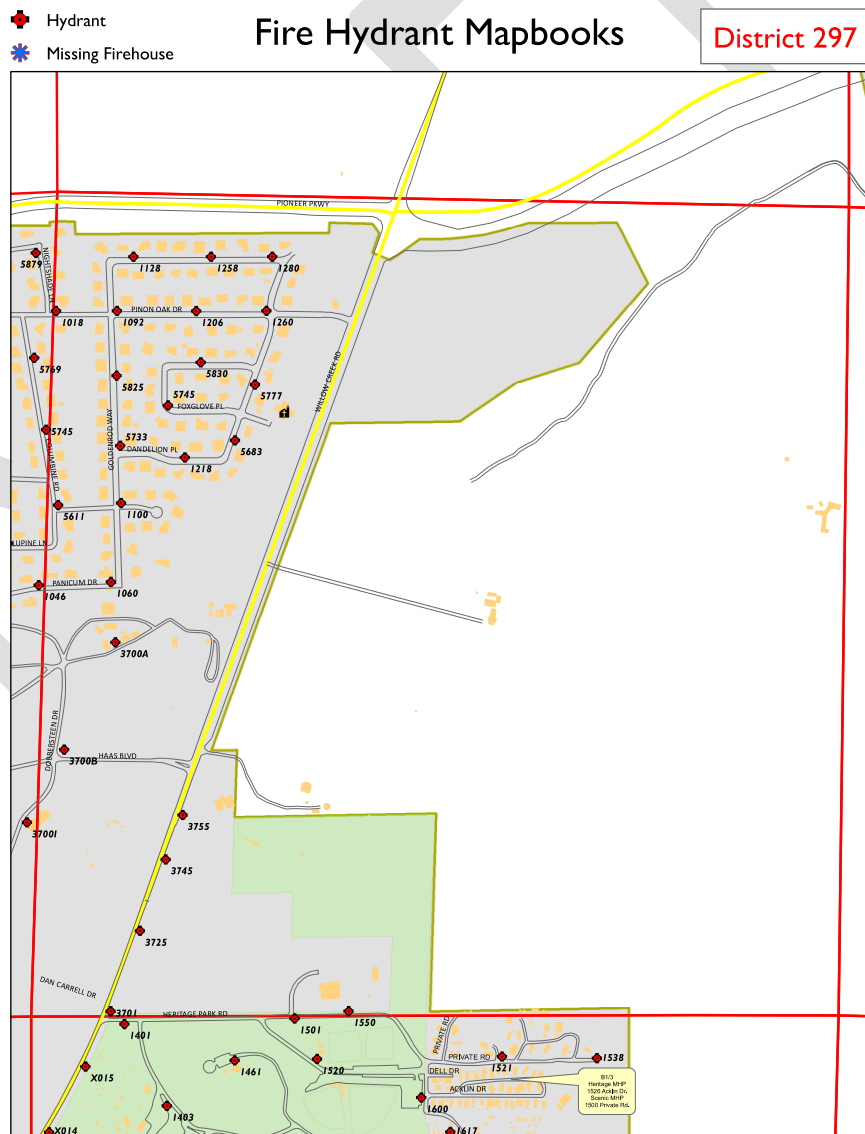 Hydrant
Missing Firehouse
Fire Hydrant Mapbooks
District 297
PIONEER PKWY
5879
NIGHTSHADE LN
1128
1258
1280
1018
1092
PINON OAK DR
1206
1260
5769
5825
5830
5777
5745
FOXGLOVE PL
WILLOW CREEK RD
5745
COLUMBINE RD
GOLDENROD WAY
5733
DANDELION PL
5683
1218
5611
1100
LUPINE LN
1046
PANICUM DR
1060
3700A
DOBBERSTEEN DR
3700B
HAAS BLVD
3700I
3755
3745
3725
DAN CARRELL DR
3701
HERITAGE PARK RD
1401
1501
1550
PRIVATE RD
X015
1461
1520
PRIVATE RD
1521
1538
DELL DR
ACKLIN DR
B1/3
Heritage MHP
1526 Acklin Dr.
Scenic MHP
1500 Private Rd.
1403
1600
X014
1617